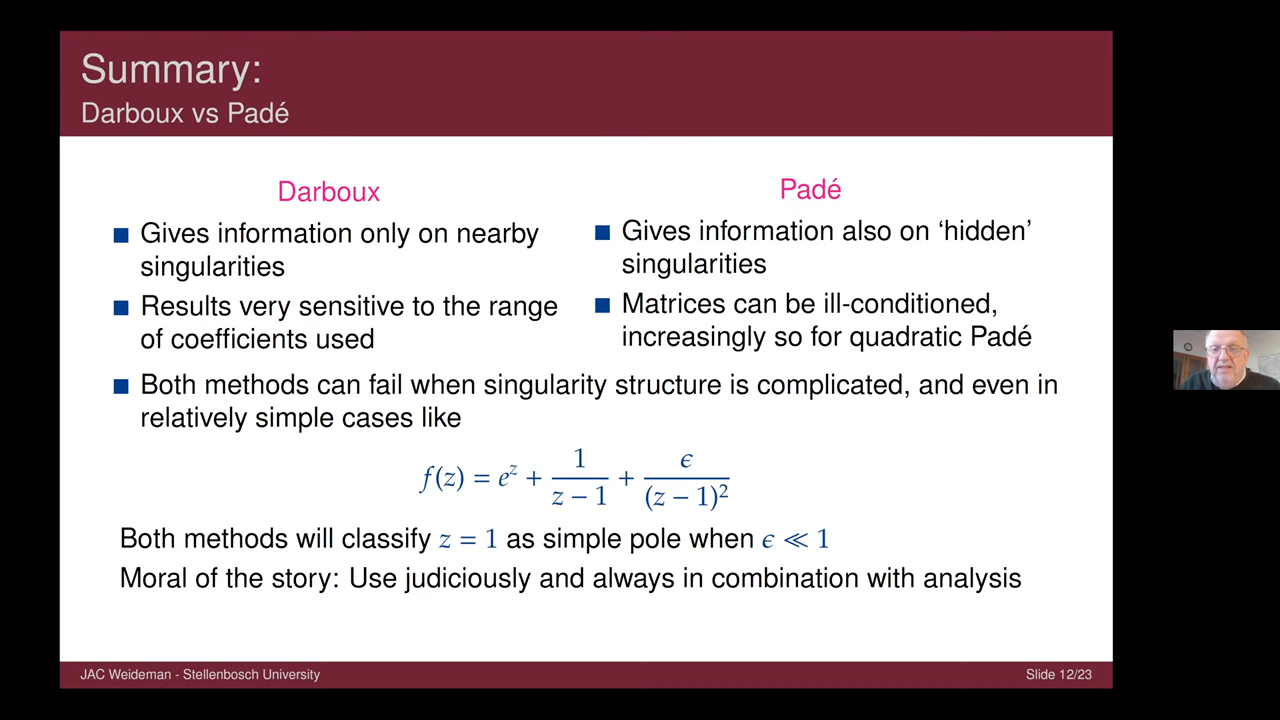 Summary:
Darboux vs Padé
Darboux
Gives information only on nearby
singularities
Results very sensitive to the range
of coefficients used
Padé
Gives information also on ‘hidden’
singularities
Matrices can be ill-conditioned,
increasingly so for quadratic Padé
Both methods can fail when singularity structure is complicated, and even in
relatively simple cases like
f(z) = e^z + 1/(z − 1) + ϵ/(z − 1)^2
Both methods will classify z = 1 as simple pole when ϵ ≪ 1
Moral of the story: Use judiciously and always in combination with analysis
JAC Weideman - Stellenbosch University
Slide 12/23